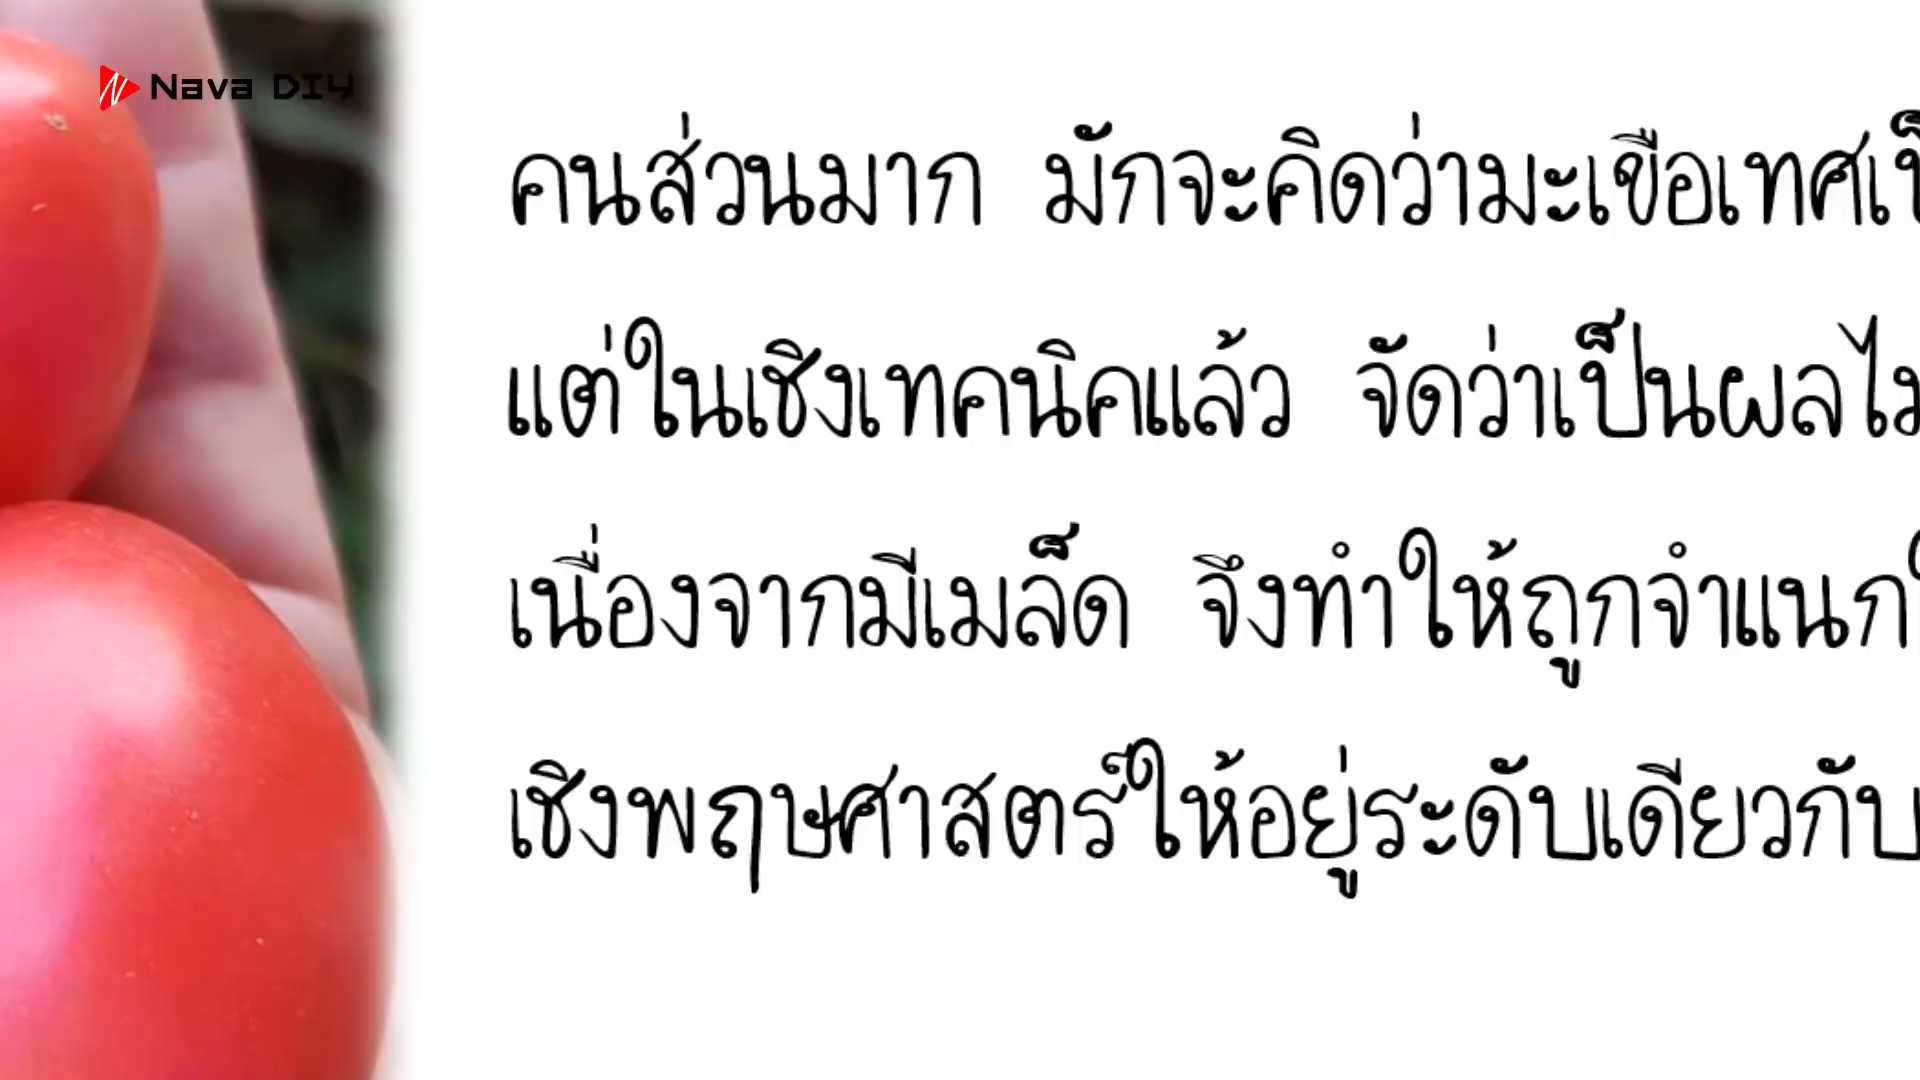 Nava DIY
คนส่วนมาก มักจะคิดว่ามะเขือเทศเป็
แต่ในเชิงเทคนิคแล้ว จัดว่าเป็นผลไม
เนื่องจากมีเมล็ด จึงทำให้ถูกจำแนก
เชิงพฤษศาสตร์ให้อยู่ระดับเดียวกับ